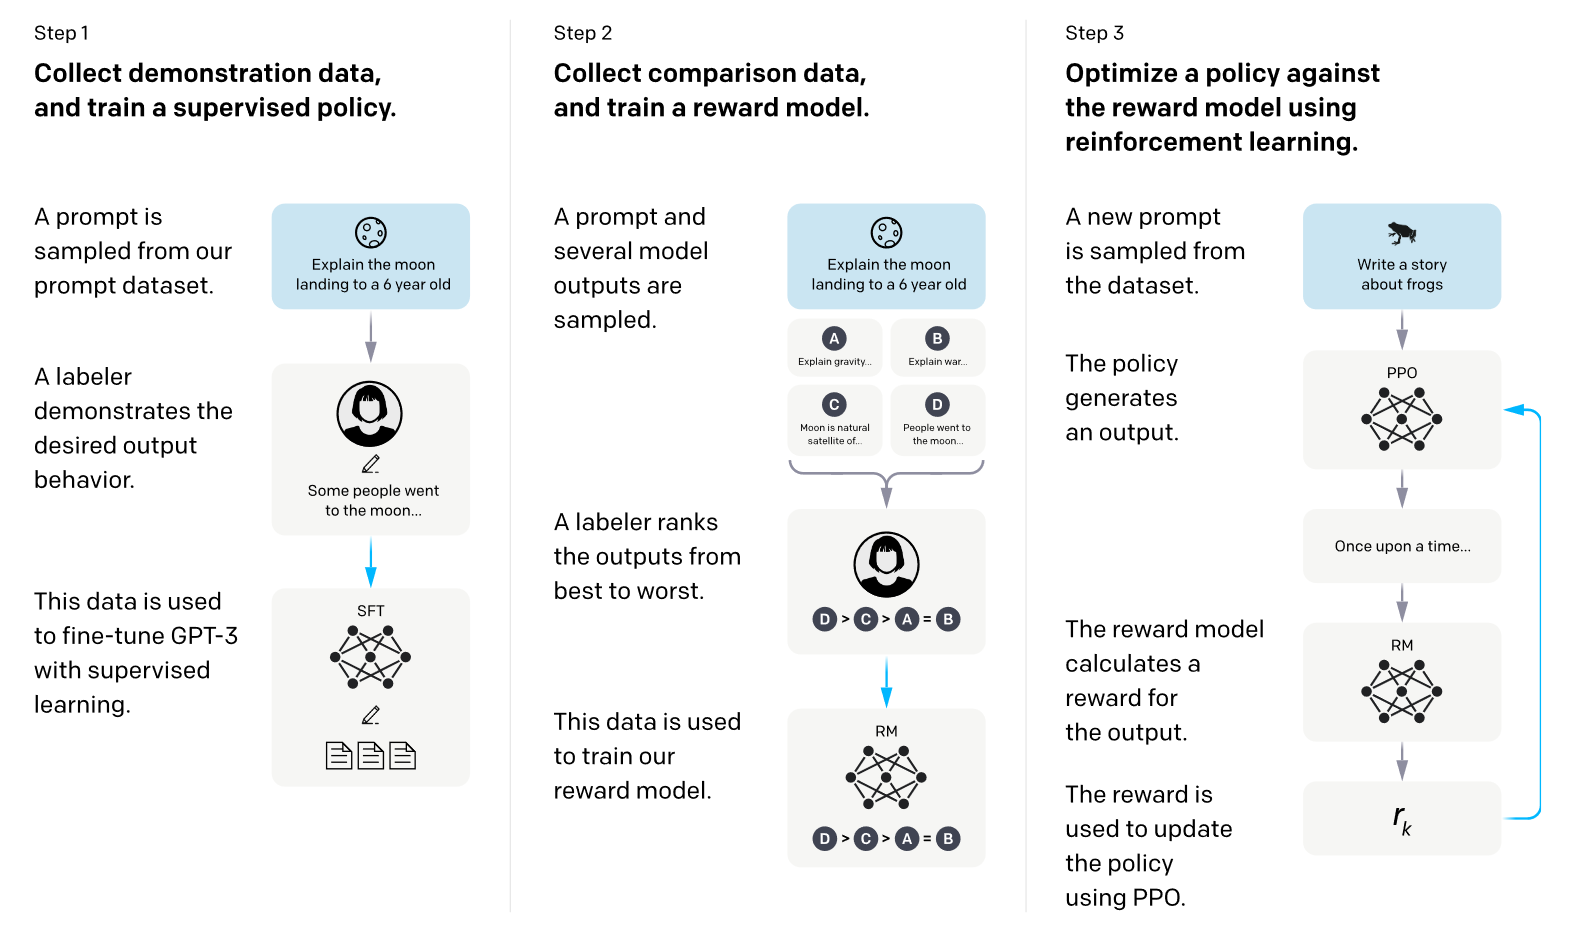 Step 1
Collect demonstration data,
and train a supervised policy.
A prompt is
sampled from our
prompt dataset.
Explain the moon
landing to a 6 year old
A labeler
demonstrates the
desired output
behavior.
Some people went
to the moon...
This data is used
to fine-tune GPT-3
with supervised
learning.
SFT
Step 2
Collect comparison data,
and train a reward model.
A prompt and
several model
outputs are
sampled.
Explain the moon
landing to a 6 year old
A
Explain gravity...
B
Explain war...
C
Moon is natural
satellite of...
D
People went to
the moon...
A labeler ranks
the outputs from
best to worst.
D > C > A = B
This data is used
to train our
reward model.
RM
D > C > A = B
Step 3
Optimize a policy against
the reward model using
reinforcement learning.
A new prompt
is sampled from
the dataset.
Write a story
about frogs
The policy
generates
an output.
PPO
Once upon a time...
The reward model
calculates a
reward for
the output.
RM
The reward is
used to update
the policy
using PPO.
r_k